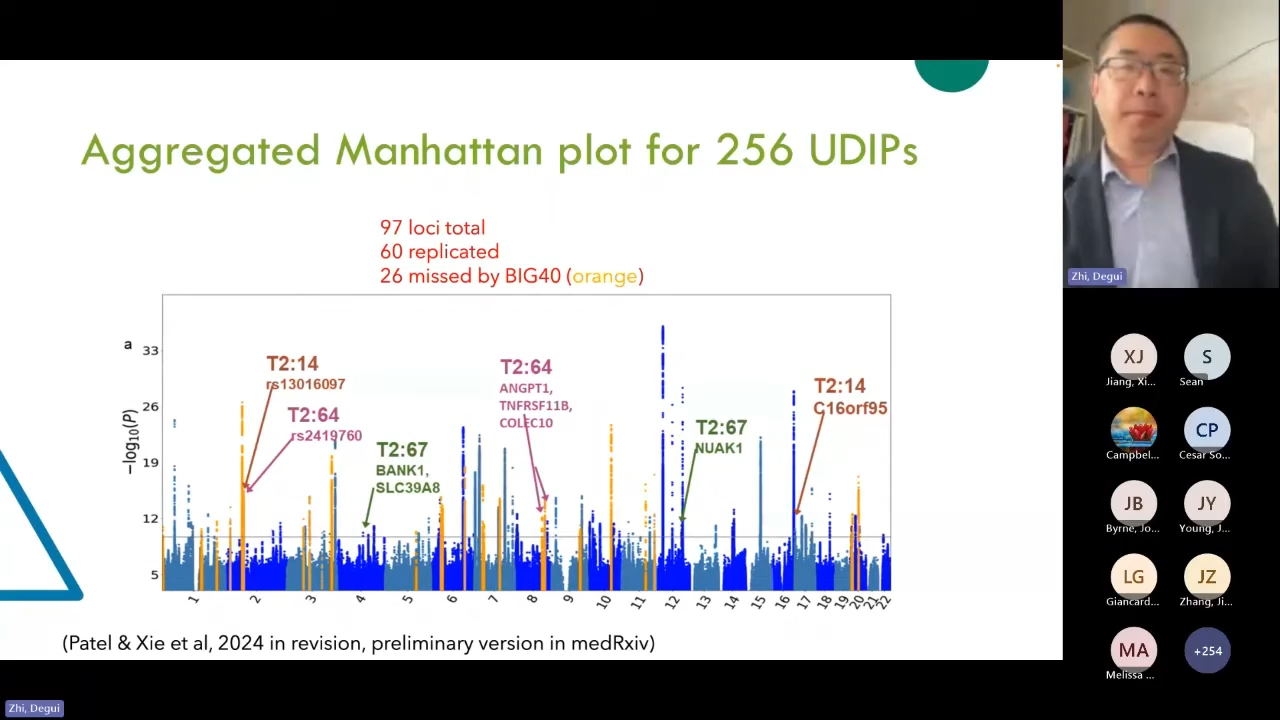 Aggregated Manhattan plot for 256 UDIPs
97 loci total
60 replicated
26 missed by BIG40 (orange)
a
−log10(P)
33
26
19
12
5
T2:14
rs13016097
T2:64
rs2419760
T2:67
BANK1,
SLC39A8
T2:64
ANGPT1,
TNFRSF11B,
COLEC10
T2:67
NUAK1
T2:14
C16orf95
1 2 3 4 5 6 7 8 9 10 11 12 13 14 15 16 17 18 19 20 21 22
(Patel & Xie et al, 2024 in revision, preliminary version in medRxiv)
Zhi, Degui
Zhi, Degui
XJ
Jiang, Xi...
S
Sean
Campbel...
CP
Cesar So...
JB
Byrne, Jo...
JY
Young, J...
LG
Giancard...
JZ
Zhang, Ji...
MA
Melissa ...
+254